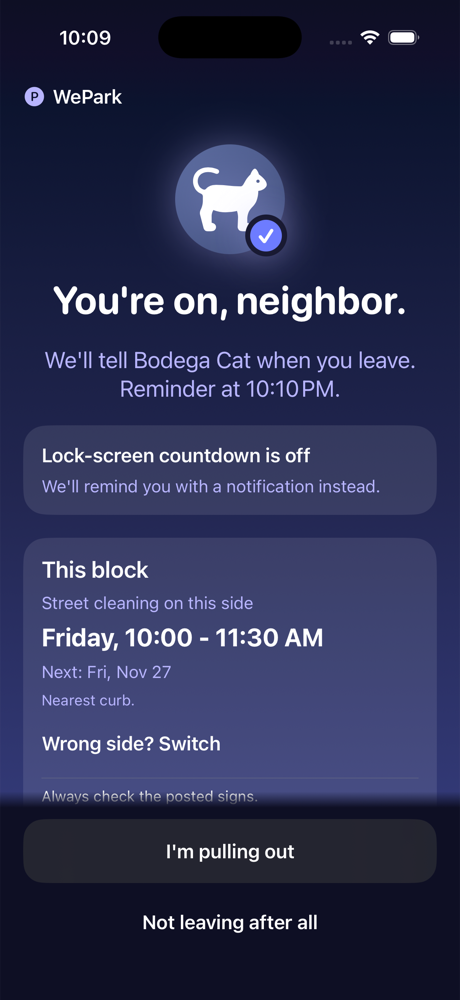 10:09
P WePark
You're on, neighbor.
We'll tell Bodega Cat when you leave.
Reminder at 10:10 PM.
Lock-screen countdown is off
We'll remind you with a notification instead.
This block
Street cleaning on this side
Friday, 10:00 - 11:30 AM
Next: Fri, Nov 27
Nearest curb.
Wrong side? Switch
Always check the posted signs.
I'm pulling out
Not leaving after all